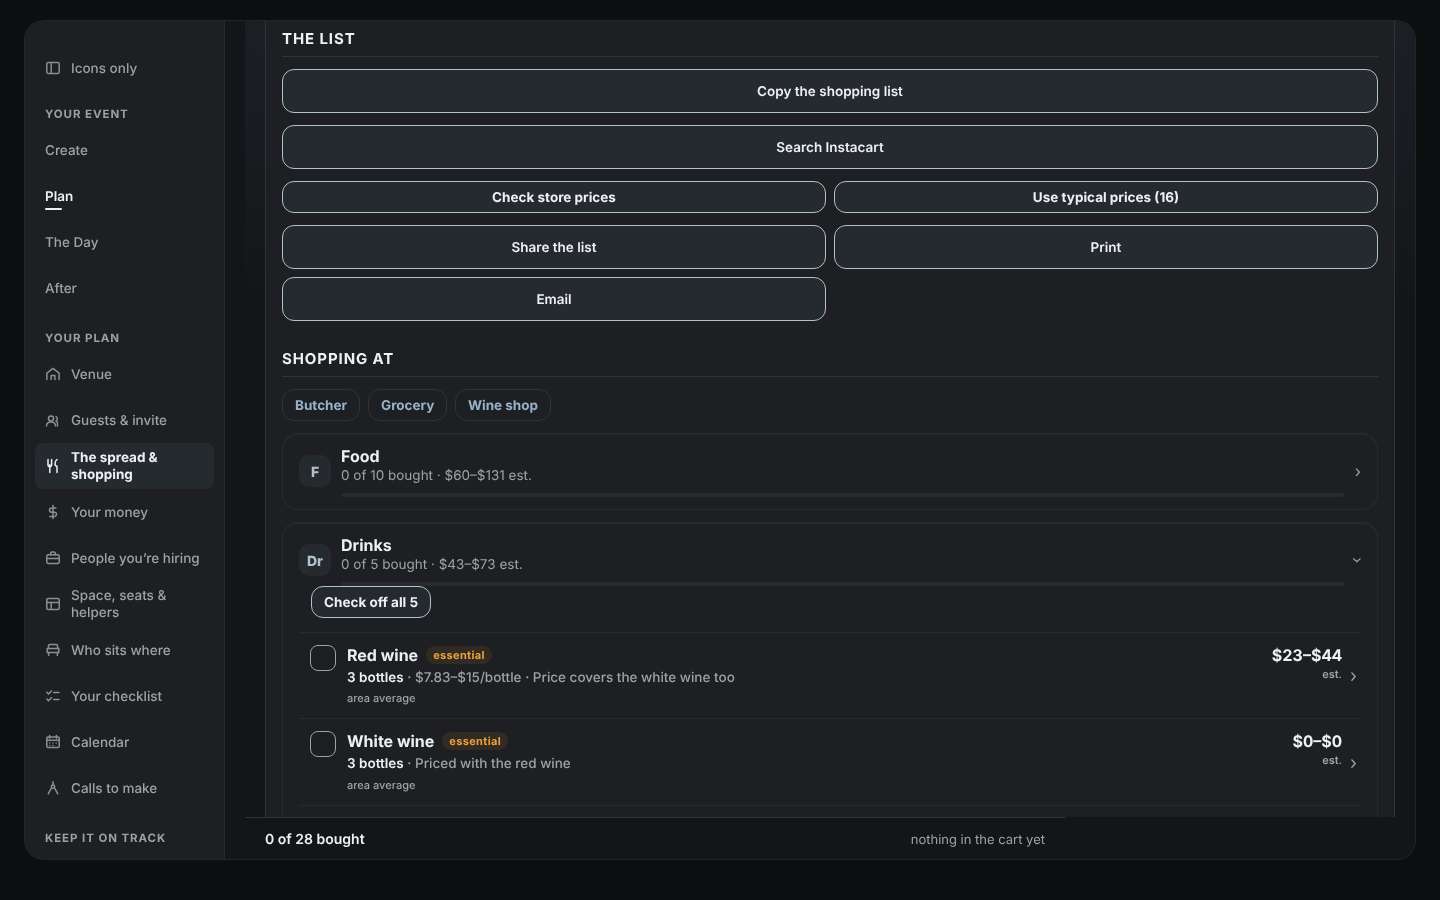 Icons only
YOUR EVENT
Create
Plan
The Day
After
YOUR PLAN
Venue
Guests & invite
The spread &
shopping
Your money
People you're hiring
Space, seats &
helpers
Who sits where
Your checklist
Calendar
Calls to make
KEEP IT ON TRACK
THE LIST
Copy the shopping list
Search Instacart
Check store prices
Use typical prices (16)
Share the list
Print
Email
SHOPPING AT
Butcher
Grocery
Wine shop
F
Food
0 of 10 bought · $60–$131 est.
Dr
Drinks
0 of 5 bought · $43–$73 est.
Check off all 5
Red wine essential
$23–$44
3 bottles · $7.83–$15/bottle · Price covers the white wine too
est.
area average
White wine essential
$0–$0
3 bottles · Priced with the red wine
est.
area average
0 of 28 bought
nothing in the cart yet